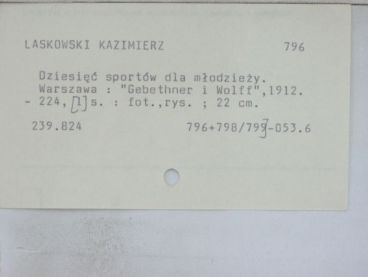 LASKOWSKI KAZIMIERZ 796
Dziesięć sportów dla młodzieży.
Warszawa : "Gebethner i Wolff",1912.
- 224,[1]s. : fot.,rys. ; 22 cm.
239.824 796+798/799-053.6